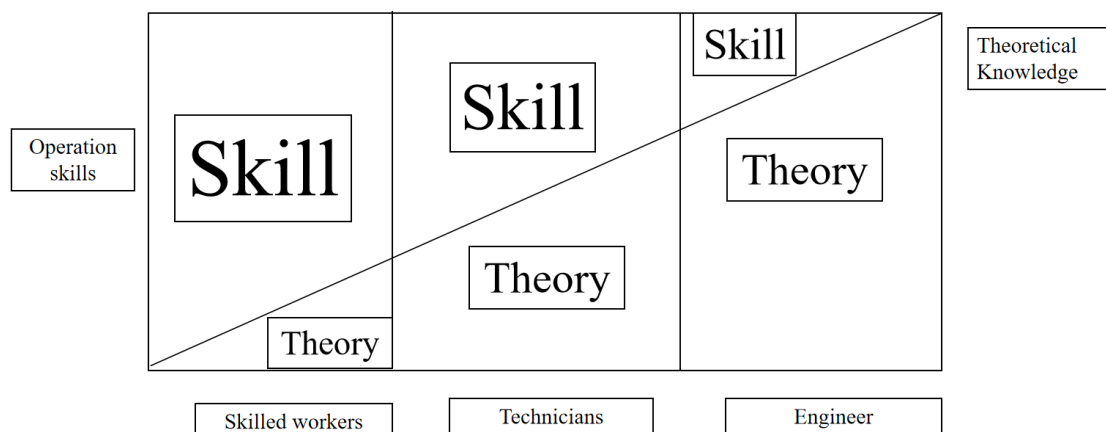 Skill
Theoretical
Knowledge
Skill
Operation
skills
Skill
Theory
Theory
Theory
Skilled workers
Technicians
Engineer